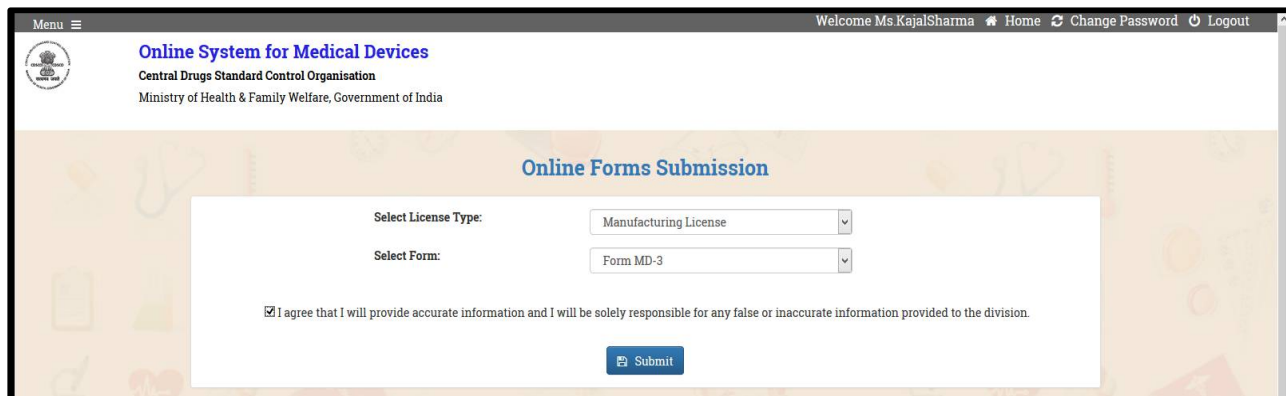 Menu ☰ Welcome Ms.KajalSharma Home Change Password Logout
Online System for Medical Devices
Central Drugs Standard Control Organisation
Ministry of Health & Family Welfare, Government of India
Online Forms Submission
Select License Type: Manufacturing License
Select Form: Form MD-3
I agree that I will provide accurate information and I will be solely responsible for any false or inaccurate information provided to the division.
Submit